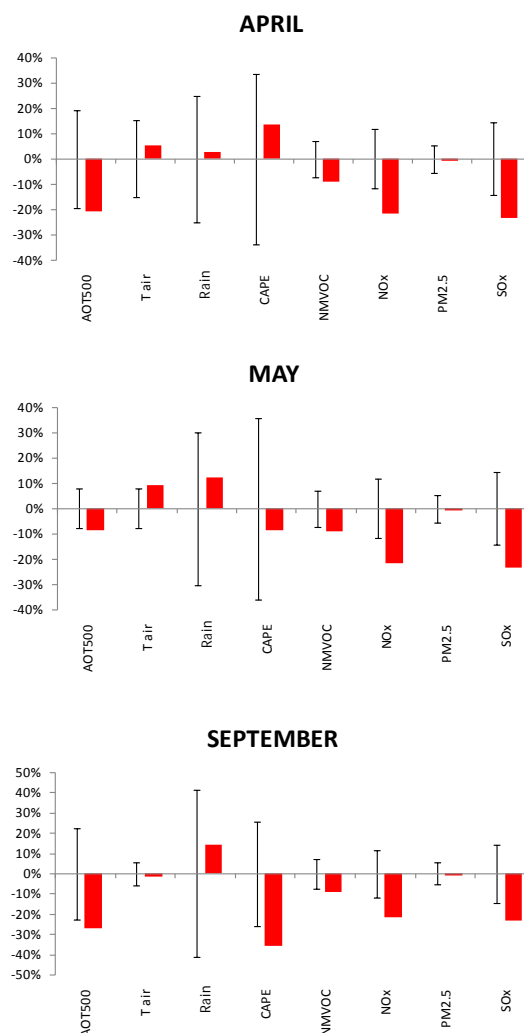 APRIL
40%
30%
20%
10%
0%
-10%
-20%
-30%
-40%
AOT500
T air
Rain
CAPE
NMVOC
NOx
PM2.5
SOx
MAY
40%
30%
20%
10%
0%
-10%
-20%
-30%
-40%
AOT500
T air
Rain
CAPE
NMVOC
NOx
PM2.5
SOx
SEPTEMBER
50%
40%
30%
20%
10%
0%
-10%
-20%
-30%
-40%
-50%
AOT500
T air
Rain
CAPE
NMVOC
NOx
PM2.5
SOx